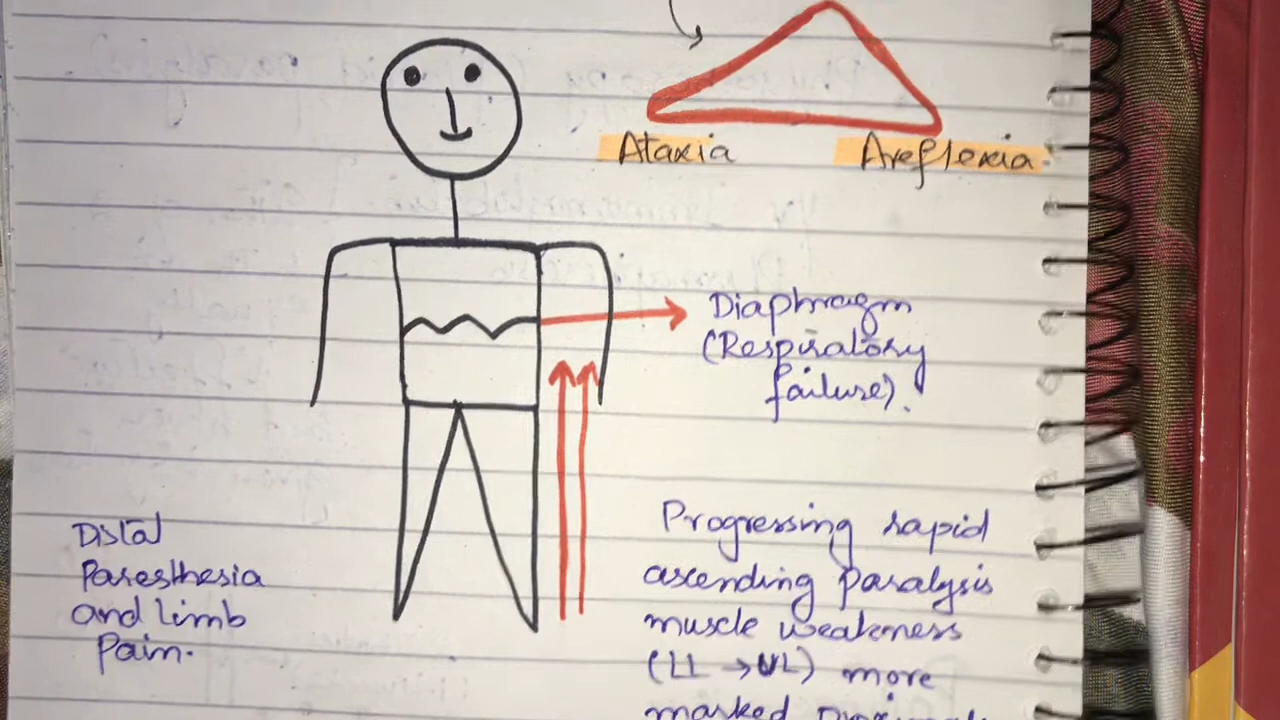 Ataxia
Areflexia.
Diaphragm
(Respiratory
failure).
Distal
Paresthesia
and limb
Pain.
Progressing rapid
ascending paralysis
muscle weakness
(LL → UL) more
marked